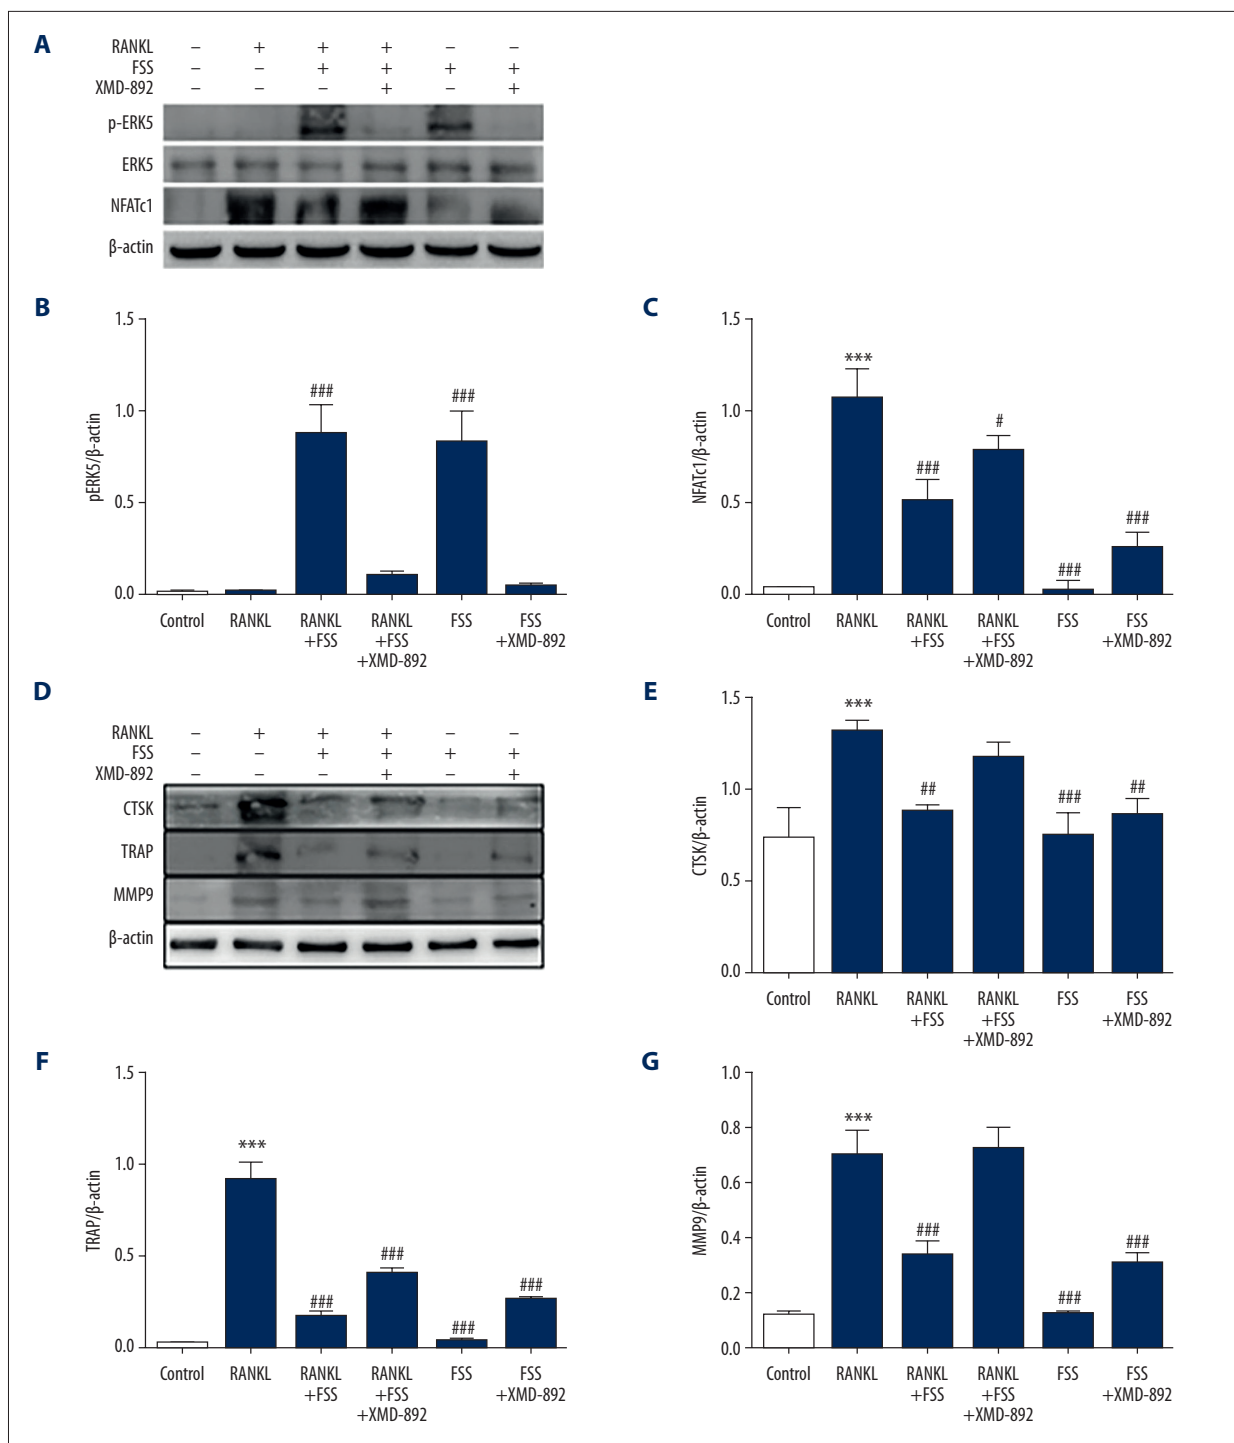 A
RANKL – + + + – –
FSS – – + + + +
XMD-892 – – – + – +
p-ERK5
ERK5
NFATc1
β-actin
B
pERK5/β-actin
1.5
1.0
0.5
0.0
###
###
Control
RANKL
RANKL
+FSS
RANKL
+FSS
+XMD-892
FSS
FSS
+XMD-892
C
NFATc1/β-actin
1.5
1.0
0.5
0.0
***
###
#
###
###
Control
RANKL
RANKL
+FSS
RANKL
+FSS
+XMD-892
FSS
FSS
+XMD-892
D
RANKL – + + + – –
FSS – – + + + +
XMD-892 – – – + – +
CTSK
TRAP
MMP9
β-actin
E
CTSK/β-actin
1.5
1.0
0.5
0.0
***
##
###
##
Control
RANKL
RANKL
+FSS
RANKL
+FSS
+XMD-892
FSS
FSS
+XMD-892
F
TRAP/β-actin
1.5
1.0
0.5
0.0
***
###
###
###
###
Control
RANKL
RANKL
+FSS
RANKL
+FSS
+XMD-892
FSS
FSS
+XMD-892
G
MMP9/β-actin
1.0
0.8
0.6
0.4
0.2
0.0
***
###
###
###
Control
RANKL
RANKL
+FSS
RANKL
+FSS
+XMD-892
FSS
FSS
+XMD-892